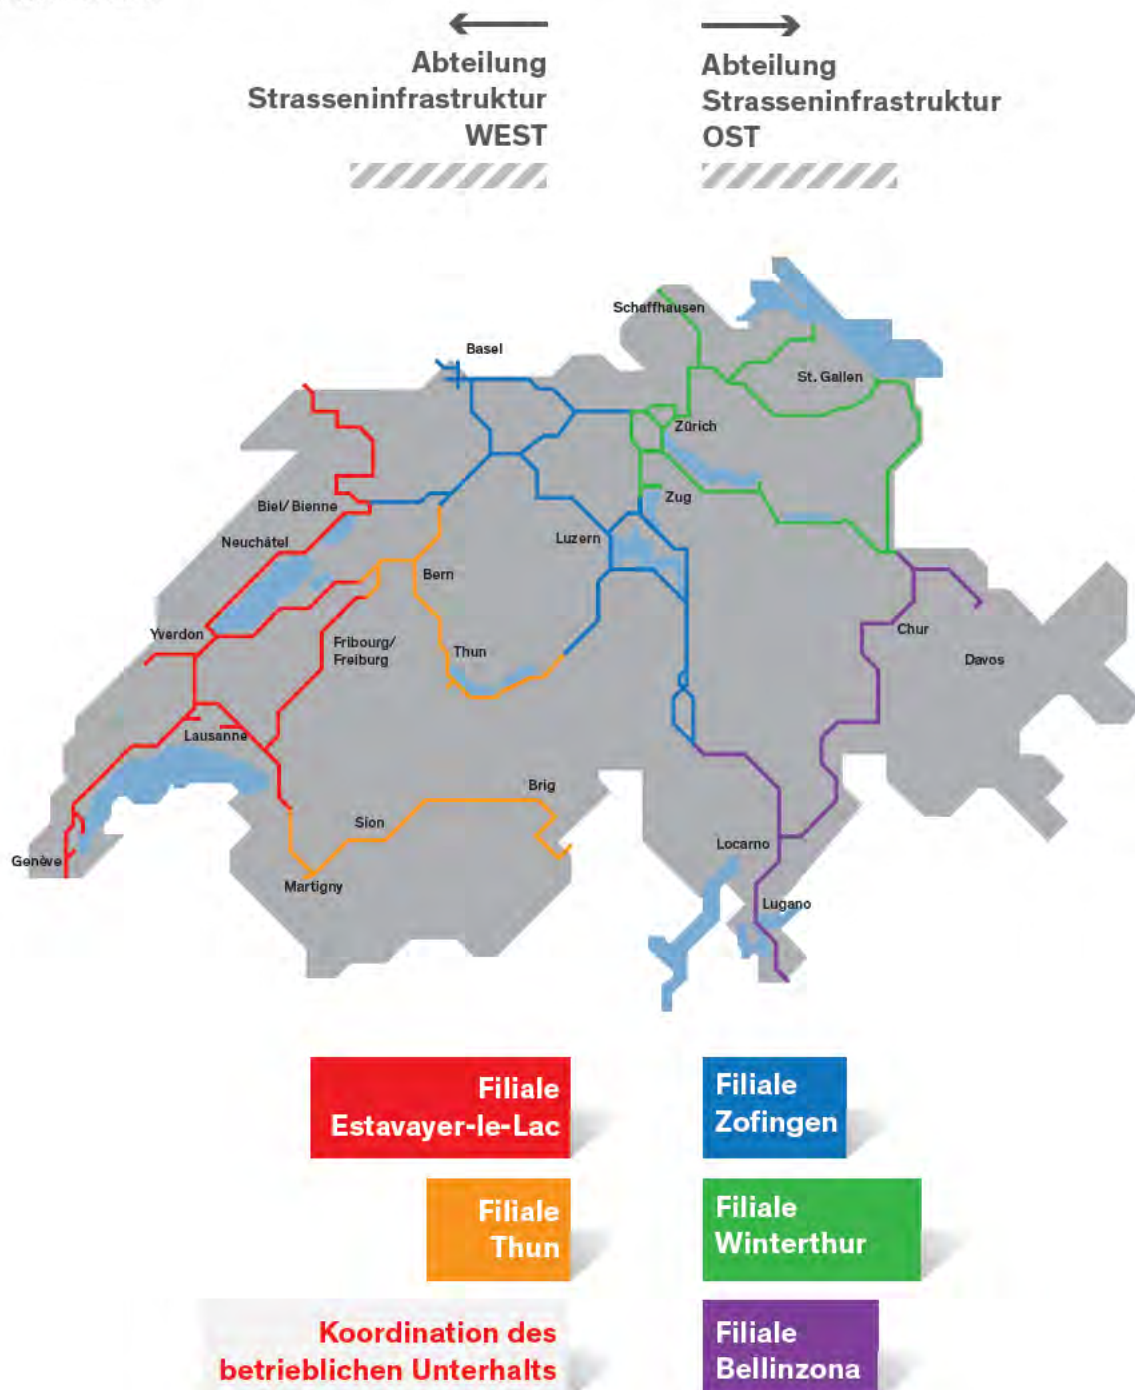 Abteilung
Strasseninfrastruktur
WEST
Abteilung
Strasseninfrastruktur
OST
Schaffhausen
Basel
St. Gallen
Zürich
Zug
Biel/Bienne
Neuchâtel
Luzern
Bern
Yverdon
Fribourg/
Freiburg
Thun
Chur
Davos
Lausanne
Brig
Sion
Locarno
Genève
Martigny
Lugano
Filiale
Estavayer-le-Lac
Filiale
Zofingen
Filiale
Thun
Filiale
Winterthur
Koordination des
betrieblichen Unterhalts
Filiale
Bellinzona